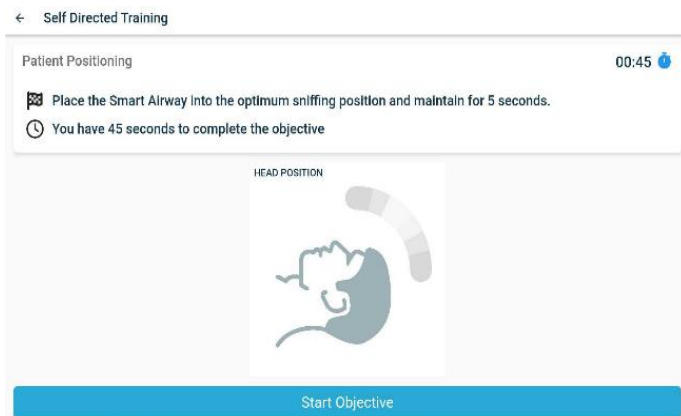 ← Self Directed Training
Patient Positioning 00:45
Place the Smart Airway into the optimum sniffing position and maintain for 5 seconds.
You have 45 seconds to complete the objective
HEAD POSITION
Start Objective